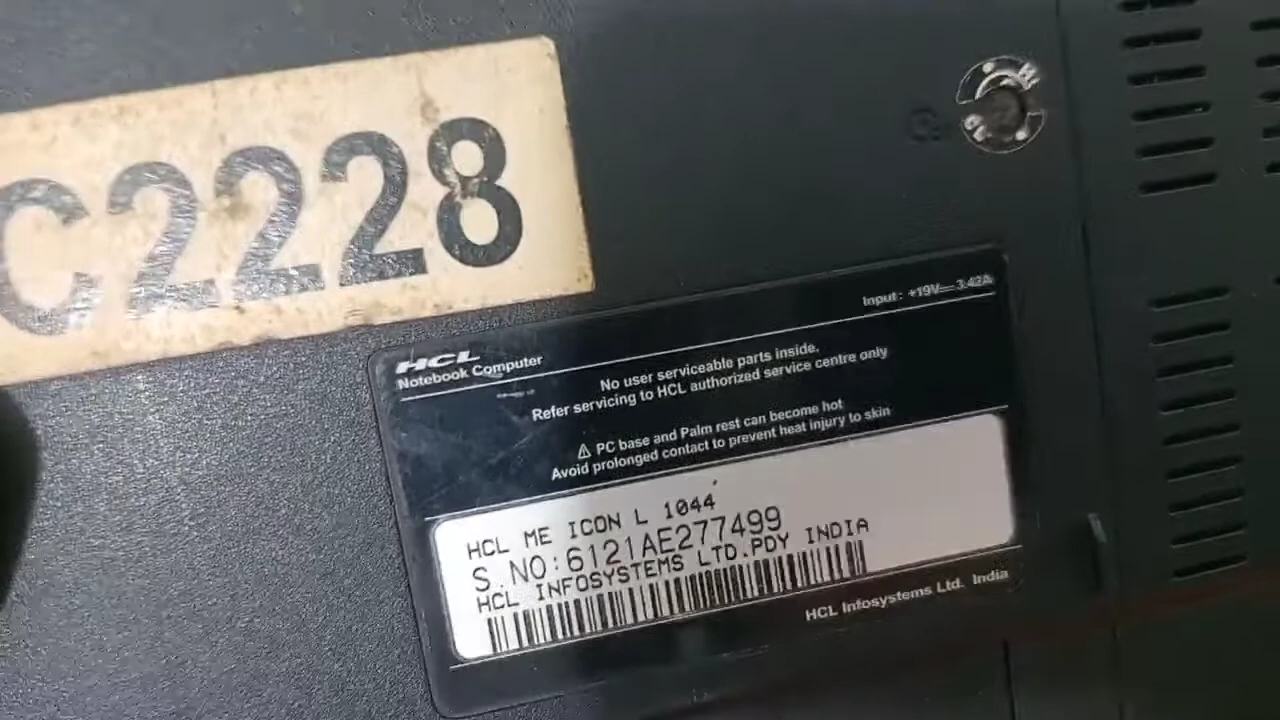 C2228
Input: +19V⎓3.42A
HCL
Notebook Computer
No user serviceable parts inside.
Refer servicing to HCL authorized service centre only
⚠ PC base and Palm rest can become hot
Avoid prolonged contact to prevent heat injury to skin
HCL ME ICON L 1044
S.NO:6121AE277499
HCL INFOSYSTEMS LTD.PDY INDIA
HCL Infosystems Ltd. India